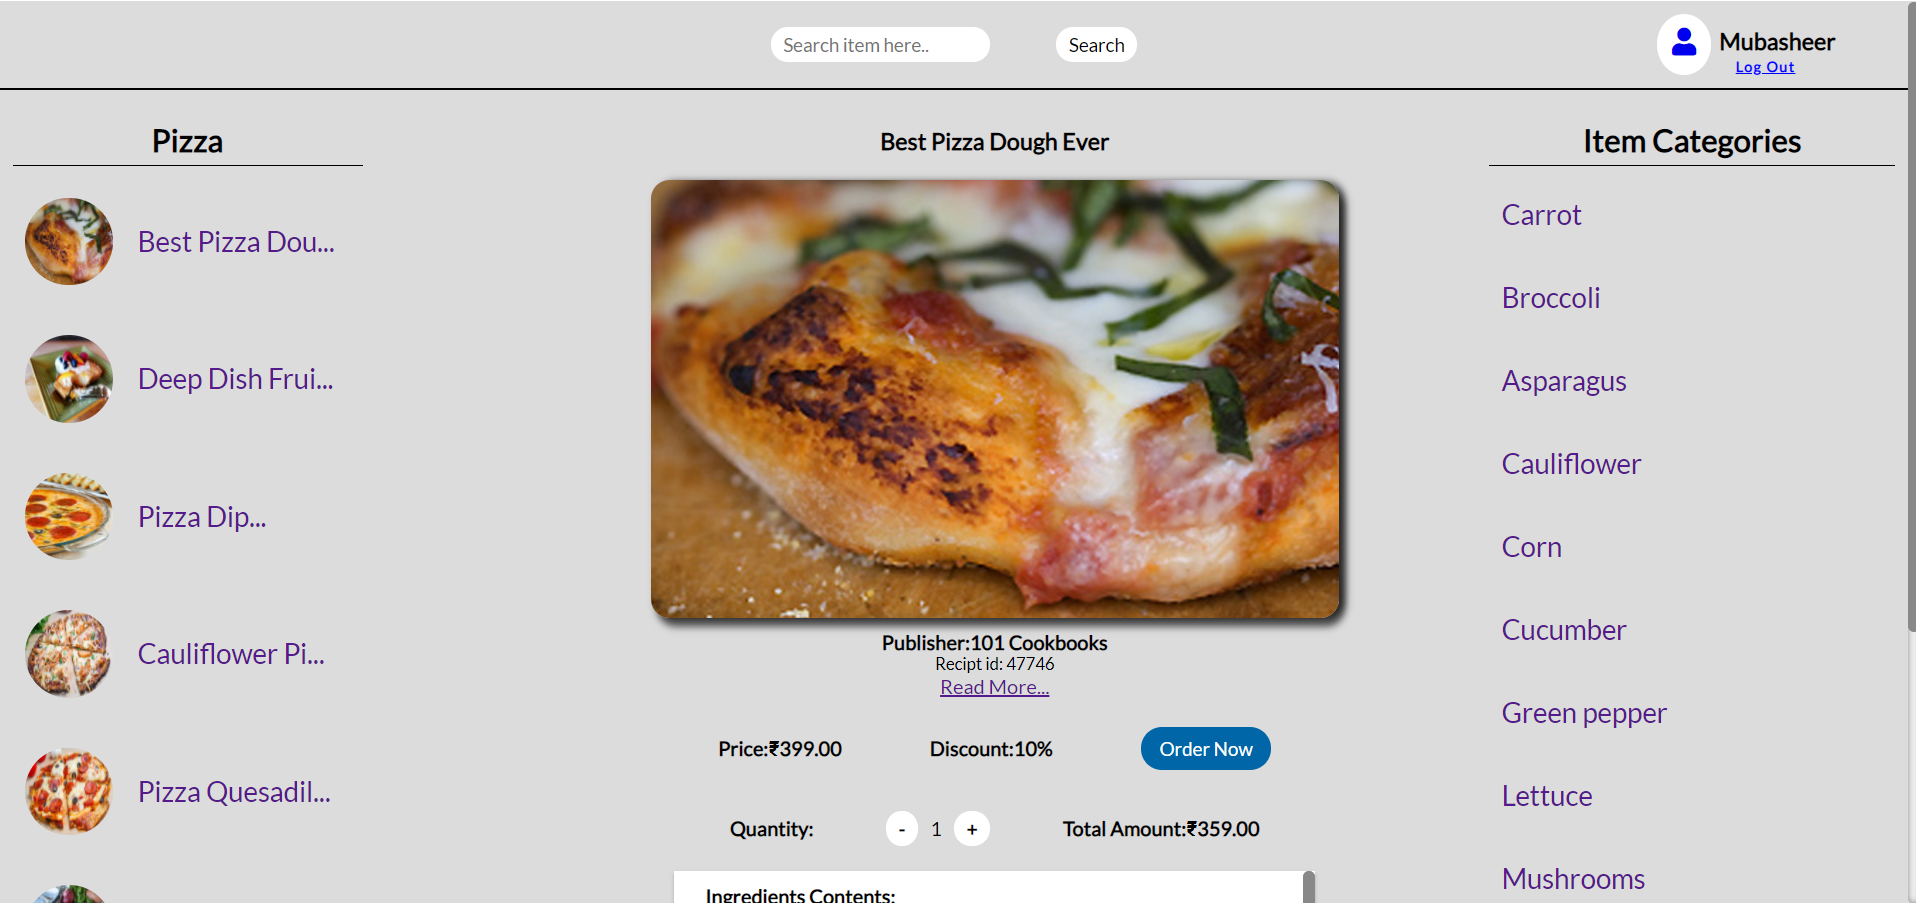 Search item here..
Search
Mubasheer
Log Out
Pizza
Best Pizza Dou...
Deep Dish Frui...
Pizza Dip...
Cauliflower Pi...
Pizza Quesadil...
Best Pizza Dough Ever
Publisher:101 Cookbooks
Recipt id: 47746
Read More...
Price:₹399.00
Discount:10%
Order Now
Quantity:
- 1 +
Total Amount:₹359.00
Ingredients Contents:
Item Categories
Carrot
Broccoli
Asparagus
Cauliflower
Corn
Cucumber
Green pepper
Lettuce
Mushrooms